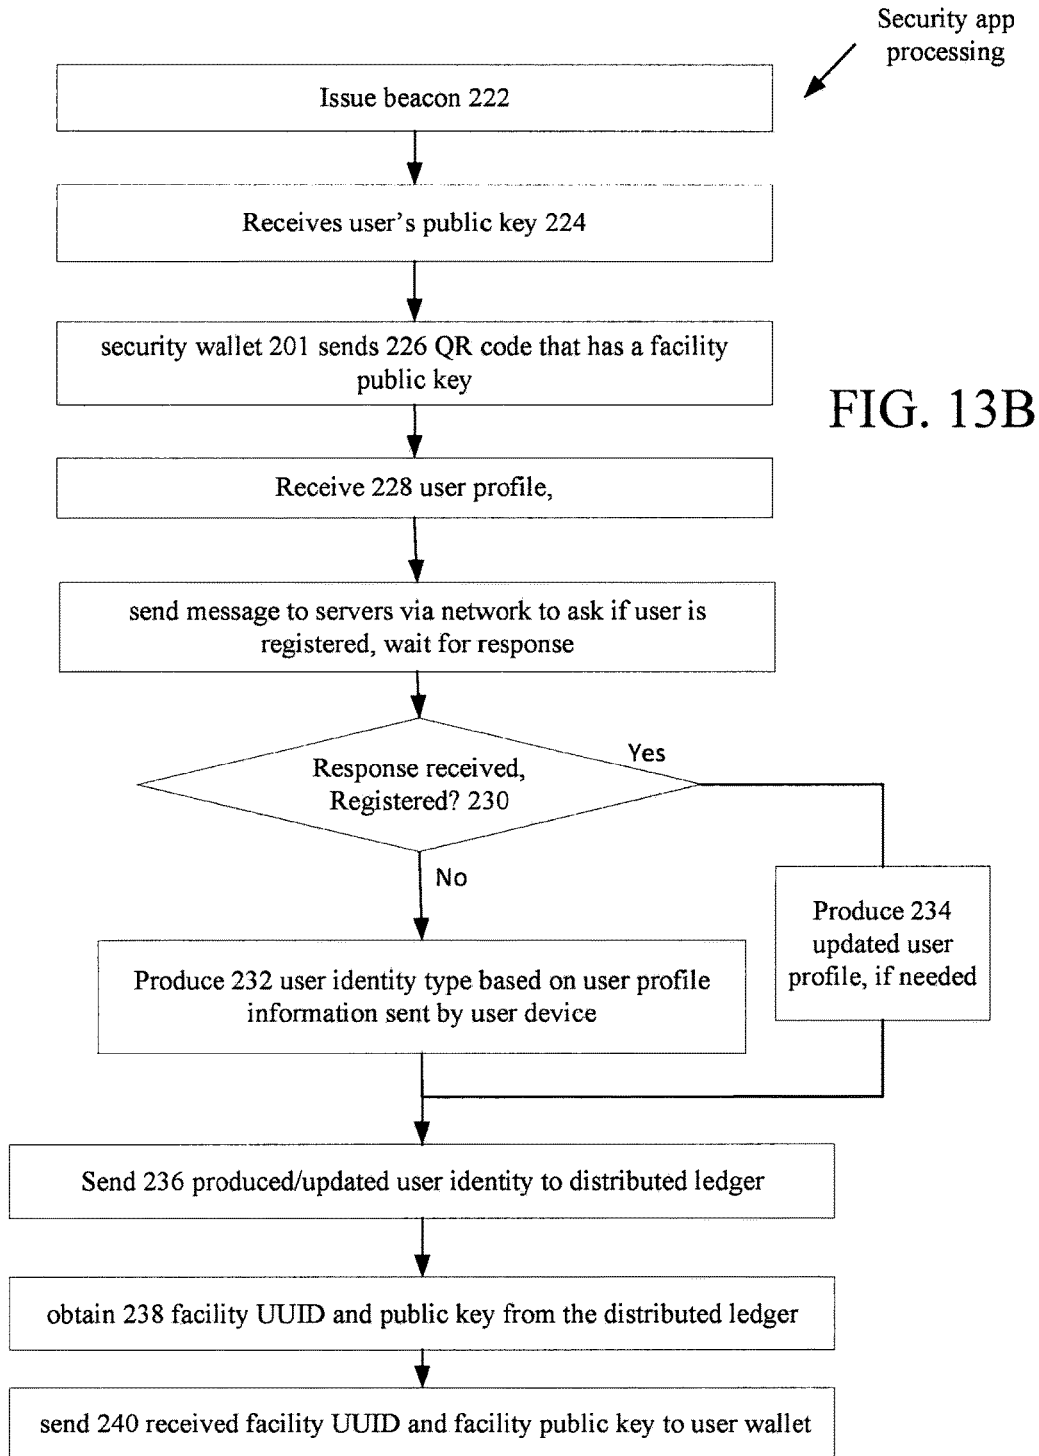 Security app
processing
Issue beacon 222
Receives user's public key 224
security wallet 201 sends 226 QR code that has a facility
public key
FIG. 13B
Receive 228 user profile,
send message to servers via network to ask if user is
registered, wait for response
Yes
Response received,
Registered? 230
No
Produce 234
updated user
profile, if needed
Produce 232 user identity type based on user profile
information sent by user device
Send 236 produced/updated user identity to distributed ledger
obtain 238 facility UUID and public key from the distributed ledger
send 240 received facility UUID and facility public key to user wallet